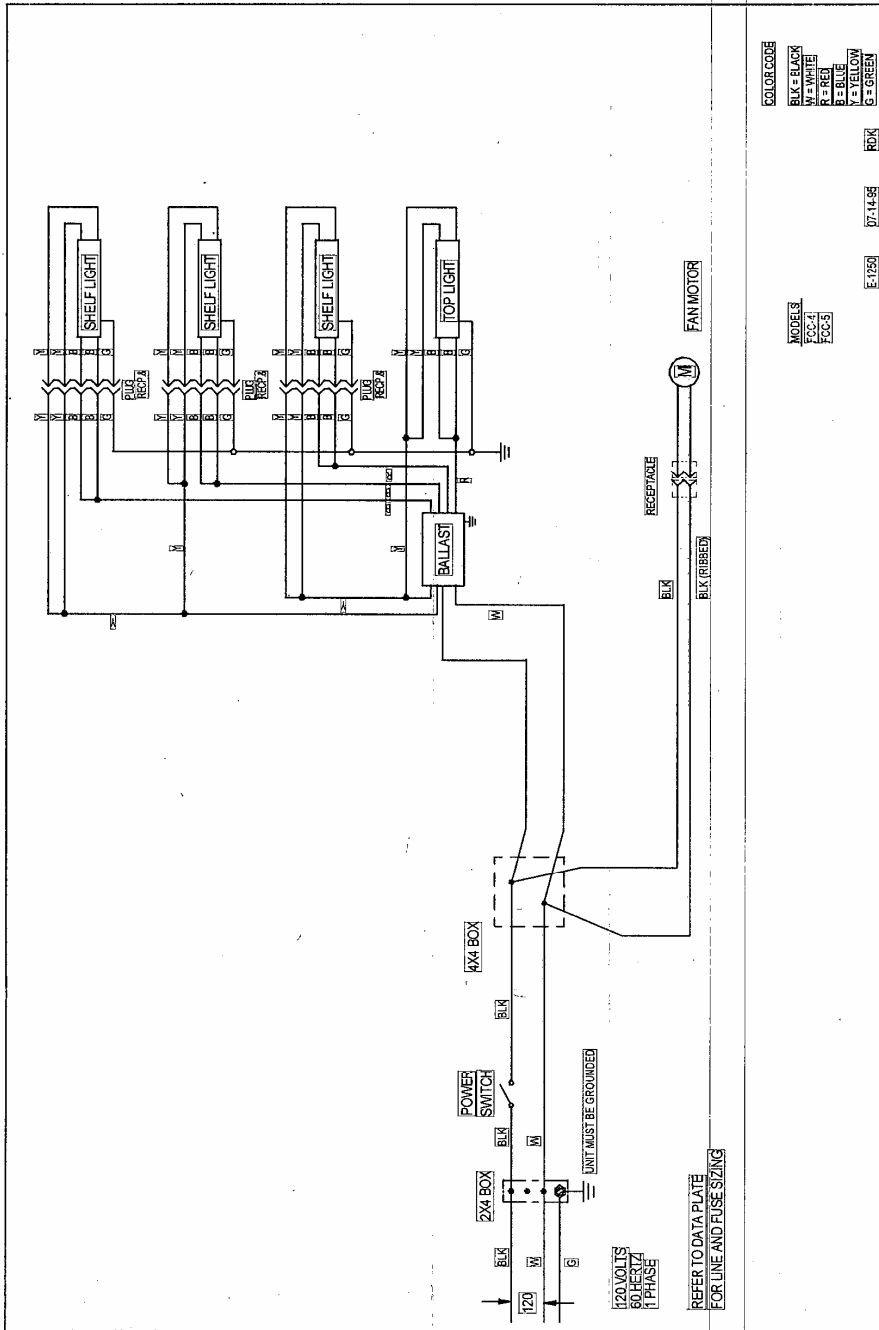 SHELF LIGHT
Y
Y
B
B
G
PLUG
RECP.&
Y
Y
B
B
G
SHELF LIGHT
Y
Y
B
B
G
PLUG
RECP.&
Y
Y
B
B
G
SHELF LIGHT
Y
Y
B
B
G
PLUG
RECP.&
Y
Y
B
B
G
TOP LIGHT
Y
Y
B
B
G
Y
Y
BALLAST
W
POWER
SWITCH
BLK
BLK
4X4 BOX
2X4 BOX
BLK
W
W
G
120
UNIT MUST BE GROUNDED
120 VOLTS
60 HERTZ
1 PHASE
RECEPTACLE
BLK
BLK (RIBBED)
M
FAN MOTOR
REFER TO DATA PLATE
FOR LINE AND FUSE SIZING
MODELS
FCC-4
FCC-5
COLOR CODE
BLK = BLACK
W = WHITE
R = RED
B = BLUE
Y = YELLOW
G = GREEN
E-1250
07-14-95
RDK